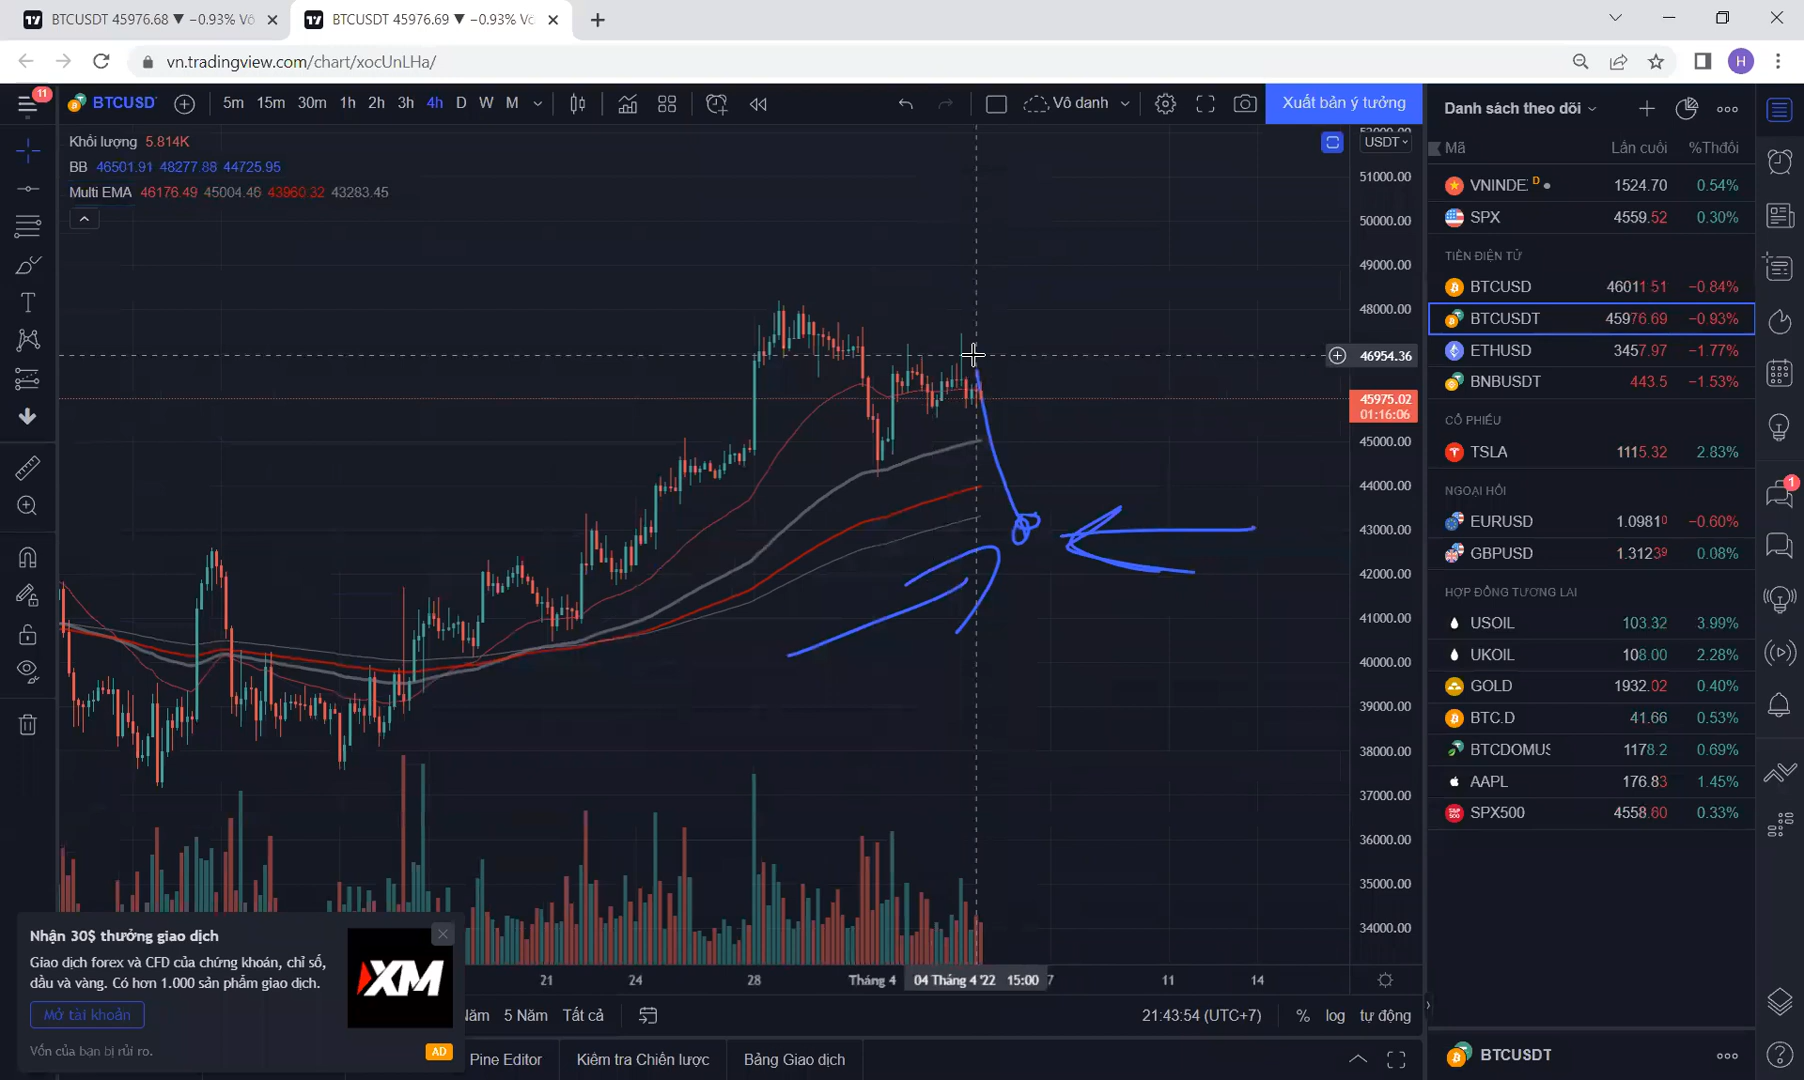 BTCUSDT 45976.68 ▼ −0.93% Vô
BTCUSDT 45976.69 ▼ −0.93% Vô
vn.tradingview.com/chart/xocUnLHa/
H
11
BTCUSD
5m 15m 30m 1h 2h 3h 4h D W M
Vô danh
Xuất bản ý tưởng
Khối lượng 5.814K
BB 46501.91 48277.88 44725.95
Multi EMA 46176.49 45004.46 43960.32 43283.45
USDT
52000.00
51000.00
50000.00
49000.00
48000.00
46954.36
45975.02
01:16:06
45000.00
44000.00
43000.00
42000.00
41000.00
40000.00
39000.00
38000.00
37000.00
36000.00
35000.00
34000.00
21 24 28 Tháng 4 04 Tháng 4 '22 15:00 7 11 14
Năm 5 Năm Tất cả
21:43:54 (UTC+7) % log tự động
Pine Editor Kiểm tra Chiến lược Bảng Giao dịch
Nhận 30$ thưởng giao dịch
Giao dịch forex và CFD của chứng khoán, chỉ số,
dầu và vàng. Có hơn 1.000 sản phẩm giao dịch.
Mở tài khoản
Vốn của bạn bị rủi ro.
XM
AD
Danh sách theo dõi
Mã Lần cuối %Thđổi
VNINDE D 1524.70 0.54%
SPX 4559.52 0.30%
TIỀN ĐIỆN TỬ
BTCUSD 46011.51 −0.84%
BTCUSDT 45976.69 −0.93%
ETHUSD 3457.97 −1.77%
BNBUSDT 443.5 −1.53%
CỔ PHIẾU
TSLA 1115.32 2.83%
NGOẠI HỐI
EURUSD 1.09810 −0.60%
GBPUSD 1.31239 0.08%
HỢP ĐỒNG TƯƠNG LAI
USOIL 103.32 3.99%
UKOIL 108.00 2.28%
GOLD 1932.02 0.40%
BTC.D 41.66 0.53%
BTCDOMUS 1178.2 0.69%
AAPL 176.83 1.45%
SPX500 4558.60 0.33%
BTCUSDT
1